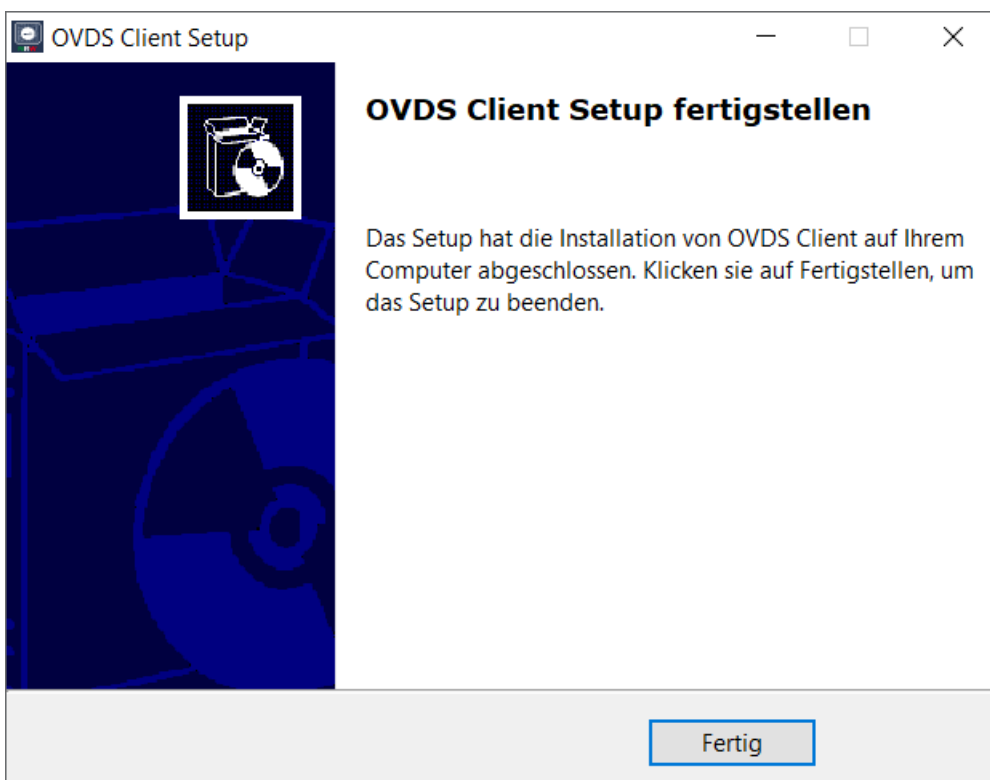 OVDS Client Setup
OVDS Client Setup fertigstellen
Das Setup hat die Installation von OVDS Client auf Ihrem
Computer abgeschlossen. Klicken sie auf Fertigstellen, um
das Setup zu beenden.
Fertig